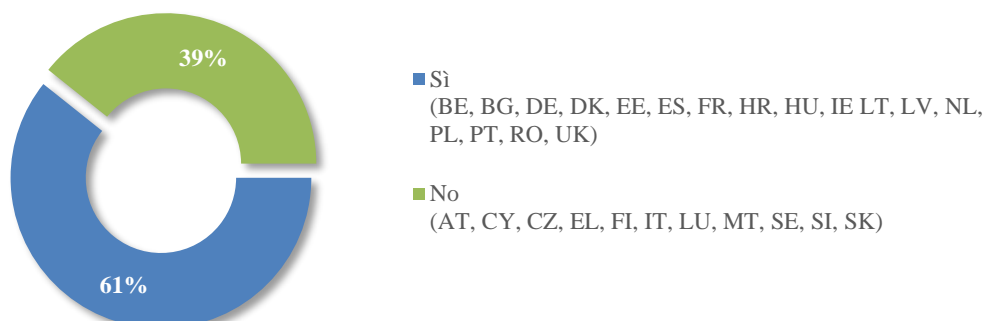 39%
61%
Sì
(BE, BG, DE, DK, EE, ES, FR, HR, HU, IE LT, LV, NL,
PL, PT, RO, UK)
No
(AT, CY, CZ, EL, FI, IT, LU, MT, SE, SI, SK)